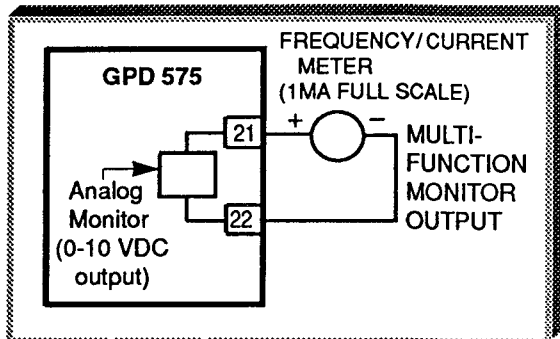 FREQUENCY/CURRENT
METER
(1MA FULL SCALE)
GPD 575
21
+
−
MULTI-
FUNCTION
MONITOR
OUTPUT
Analog
Monitor
(0-10 VDC
output)
22